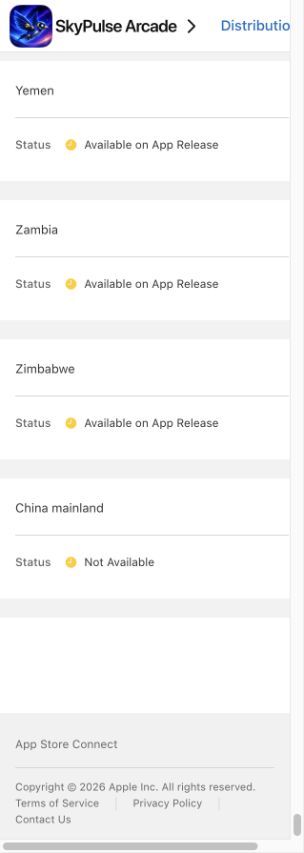 SkyPulse Arcade > Distributio
Yemen
Status Available on App Release
Zambia
Status Available on App Release
Zimbabwe
Status Available on App Release
China mainland
Status Not Available
App Store Connect
Copyright © 2026 Apple Inc. All rights reserved.
Terms of Service | Privacy Policy |
Contact Us